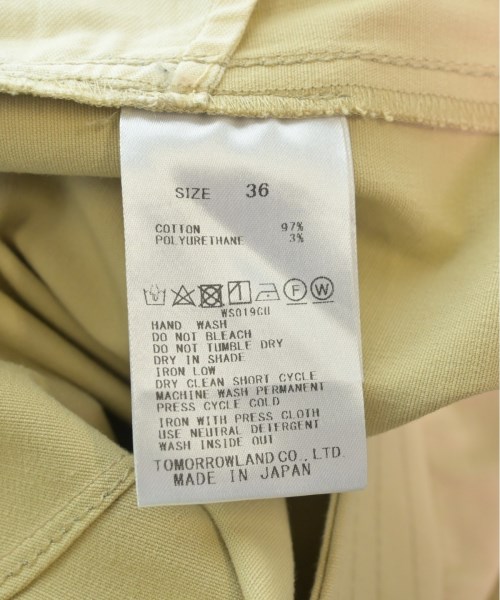 SIZE 36
COTTON 97%
POLYURETHANE 3%
F W
WS019CU
HAND WASH
DO NOT BLEACH
DO NOT TUMBLE DRY
DRY IN SHADE
IRON LOW
DRY CLEAN SHORT CYCLE
MACHINE WASH PERMANENT
PRESS CYCLE COLD
IRON WITH PRESS CLOTH
USE NEUTRAL DETERGENT
WASH INSIDE OUT
TOMORROWLAND CO., LTD.
MADE IN JAPAN